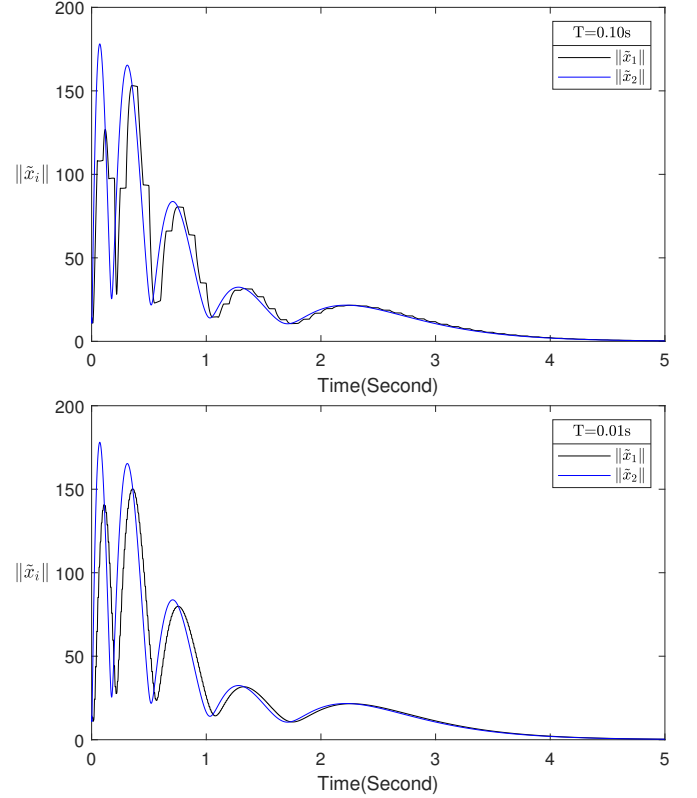 200
T=0.10s
‖x̃₁‖
‖x̃₂‖
150
‖x̃ᵢ‖
100
50
0
0 1 2 3 4 5
Time(Second)
200
T=0.01s
‖x̃₁‖
‖x̃₂‖
150
‖x̃ᵢ‖
100
50
0
0 1 2 3 4 5
Time(Second)